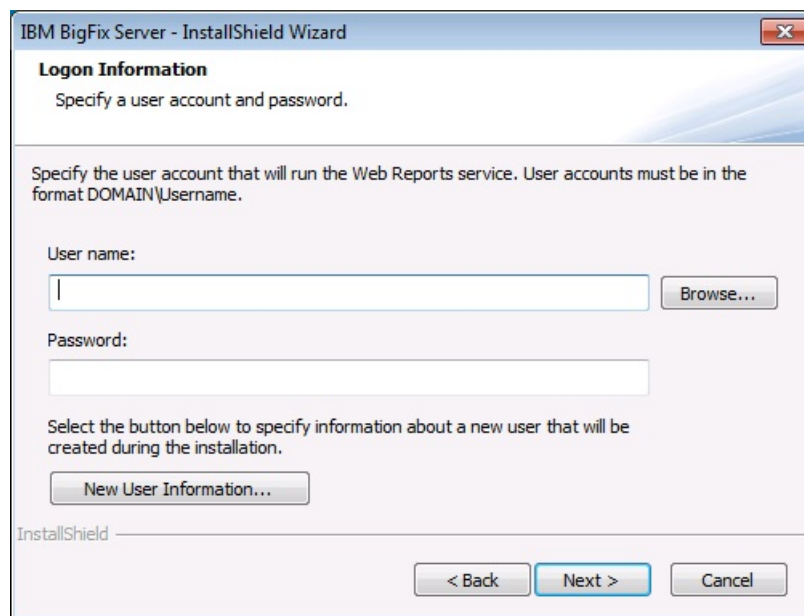 IBM BigFix Server - InstallShield Wizard
Logon Information
Specify a user account and password.
Specify the user account that will run the Web Reports service. User accounts must be in the
format DOMAIN\Username.
User name:
Browse...
Password:
Select the button below to specify information about a new user that will be
created during the installation.
New User Information...
InstallShield
< Back
Next >
Cancel